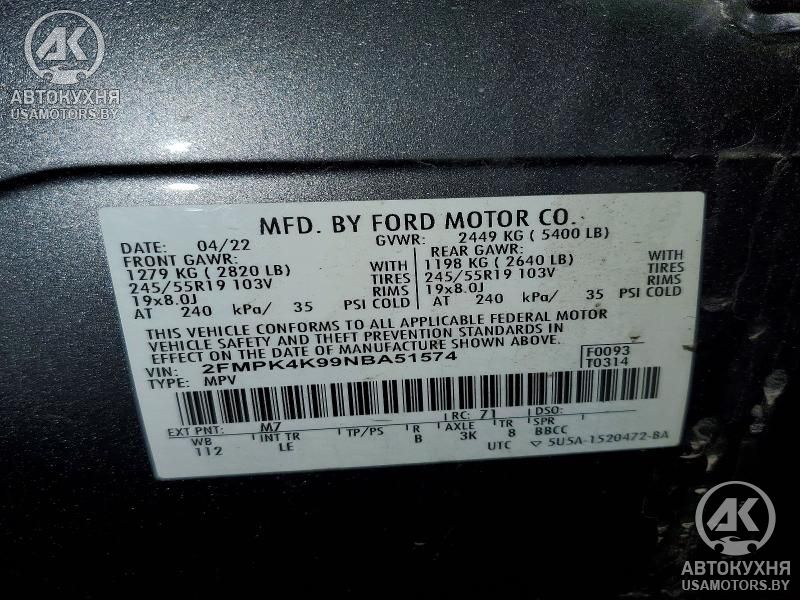 АК
АВТОКУХНЯ
USAMOTORS.BY
MFD. BY FORD MOTOR CO.
DATE: 04/22 GVWR: 2449 KG ( 5400 LB)
FRONT GAWR: REAR GAWR:
1279 KG ( 2820 LB) WITH 1198 KG ( 2640 LB) WITH
245/55R19 103V TIRES 245/55R19 103V TIRES
19x8.0J RIMS 19x8.0J RIMS
AT 240 kPa/ 35 PSI COLD AT 240 kPa/ 35 PSI COLD
THIS VEHICLE CONFORMS TO ALL APPLICABLE FEDERAL MOTOR
VEHICLE SAFETY AND THEFT PREVENTION STANDARDS IN
EFFECT ON THE DATE OF MANUFACTURE SHOWN ABOVE.
VIN: 2FMPK4K99NBA51574 F0093
TYPE: MPV T0314
EXT PNT: M7 RC: 71 DSO:
WB INT TR TP/PS R AXLE TR SPR
112 LE B 3K 8 BBCC
UTC ▽ 5U5A-1520472-BA
АК
АВТОКУХНЯ
USAMOTORS.BY